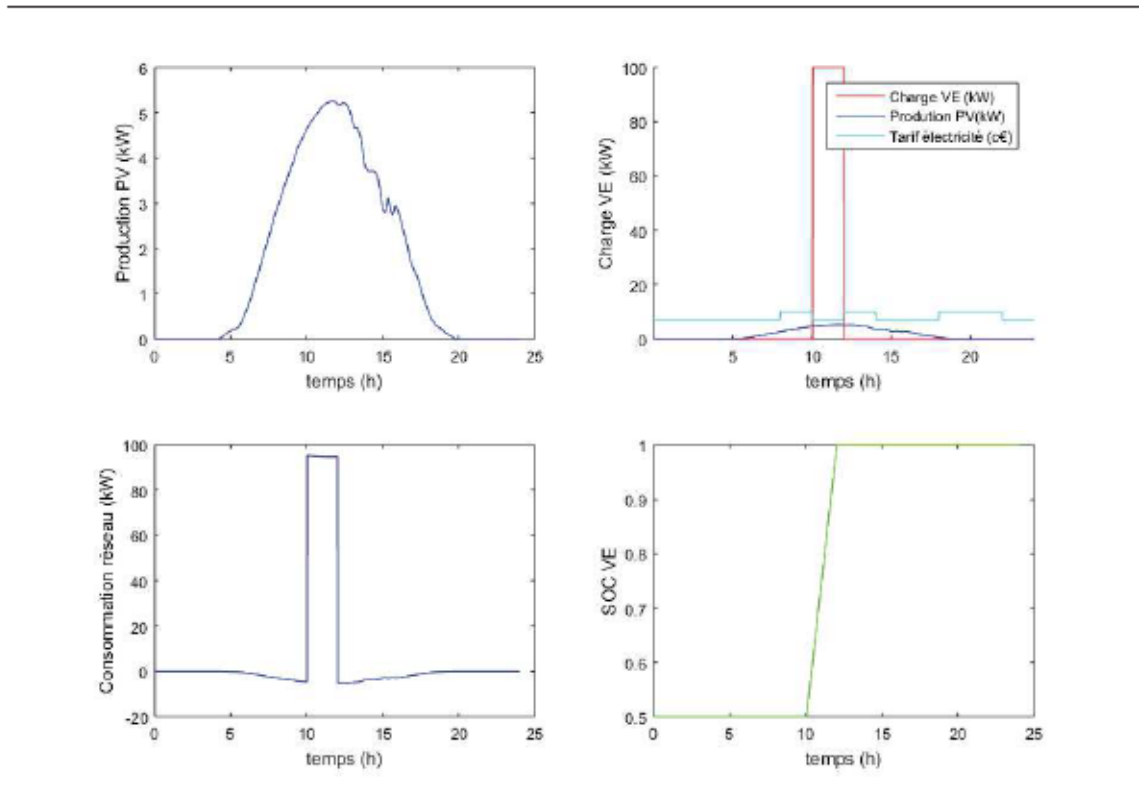 Production PV (kW)
6
5
4
3
2
1
0
0 5 10 15 20 25
temps (h)
Charge VE (kW)
100
80
60
40
20
0
5 10 15 20
temps (h)
Charge VE (kW)
Prodution PV(kW)
Tarif électricité (c€)
Consommation réseau (kW)
100
80
60
40
20
0
-20
0 5 10 15 20 25
temps (h)
SOC VE
1
0.9
0.8
0.7
0.6
0.5
0 5 10 15 20 25
temps (h)